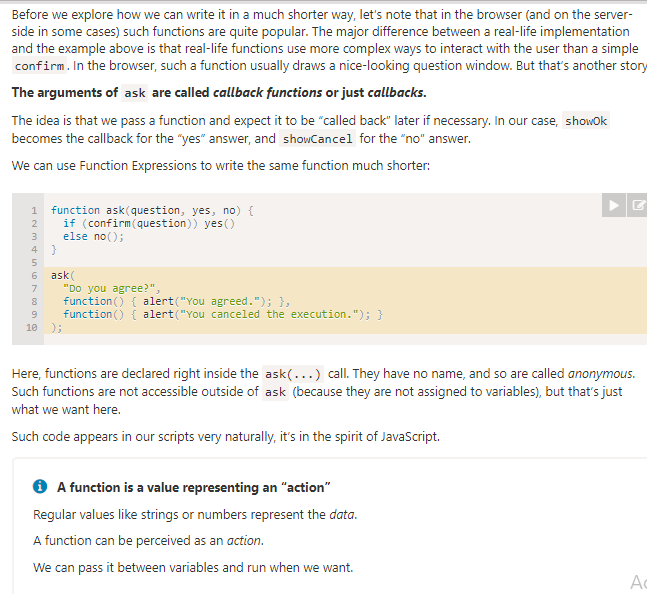 Before we explore how we can write it in a much shorter way, let's note that in the browser (and on the server-
side in some cases) such functions are quite popular. The major difference between a real-life implementation
and the example above is that real-life functions use more complex ways to interact with the user than a simple
confirm. In the browser, such a function usually draws a nice-looking question window. But that's another story
The arguments of ask are called callback functions or just callbacks.
The idea is that we pass a function and expect it to be “called back” later if necessary. In our case, showOk
becomes the callback for the “yes” answer, and showCancel for the “no” answer.
We can use Function Expressions to write the same function much shorter:
1 function ask(question, yes, no) {
2   if (confirm(question)) yes()
3   else no();
4 }
5
6 ask(
7   "Do you agree?",
8   function() { alert("You agreed."); },
9   function() { alert("You canceled the execution."); }
10 );
Here, functions are declared right inside the ask(...) call. They have no name, and so are called anonymous.
Such functions are not accessible outside of ask (because they are not assigned to variables), but that's just
what we want here.
Such code appears in our scripts very naturally, it's in the spirit of JavaScript.
A function is a value representing an “action”
Regular values like strings or numbers represent the data.
A function can be perceived as an action.
We can pass it between variables and run when we want.